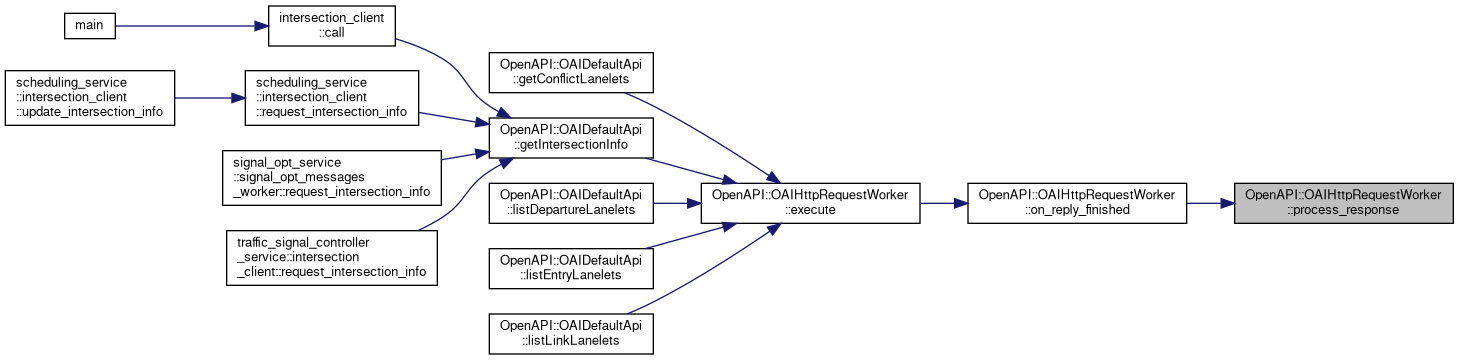 main
intersection_client
::call
scheduling_service
::intersection_client
::update_intersection_info
scheduling_service
::intersection_client
::request_intersection_info
signal_opt_service
::signal_opt_messages
_worker::request_intersection_info
traffic_signal_controller
_service::intersection
_client::request_intersection_info
OpenAPI::OAIDefaultApi
::getConflictLanelets
OpenAPI::OAIDefaultApi
::getIntersectionInfo
OpenAPI::OAIDefaultApi
::listDepartureLanelets
OpenAPI::OAIDefaultApi
::listEntryLanelets
OpenAPI::OAIDefaultApi
::listLinkLanelets
OpenAPI::OAIHttpRequestWorker
::execute
OpenAPI::OAIHttpRequestWorker
::on_reply_finished
OpenAPI::OAIHttpRequestWorker
::process_response